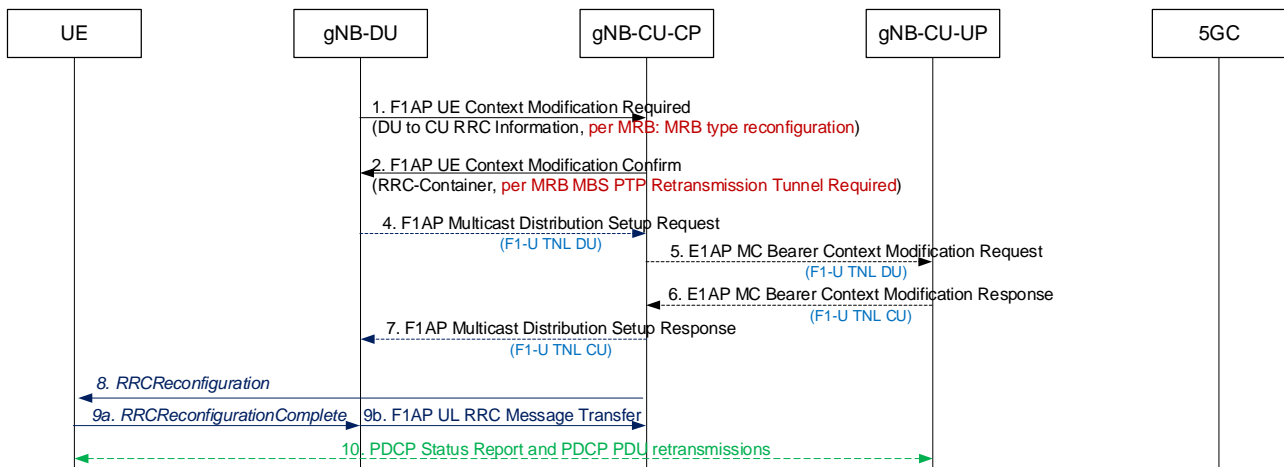 UE
gNB-DU
gNB-CU-CP
gNB-CU-UP
5GC
1. F1AP UE Context Modification Required
(DU to CU RRC Information, per MRB: MRB type reconfiguration)
2. F1AP UE Context Modification Confirm
(RRC-Container, per MRB MBS PTP Retransmission Tunnel Required)
4. F1AP Multicast Distribution Setup Request
(F1-U TNL DU)
5. E1AP MC Bearer Context Modification Request
(F1-U TNL DU)
6. E1AP MC Bearer Context Modification Response
(F1-U TNL CU)
7. F1AP Multicast Distribution Setup Response
(F1-U TNL CU)
8. RRCReconfiguration
9a. RRCReconfigurationComplete
9b. F1AP UL RRC Message Transfer
10. PDCP Status Report and PDCP PDU retransmissions